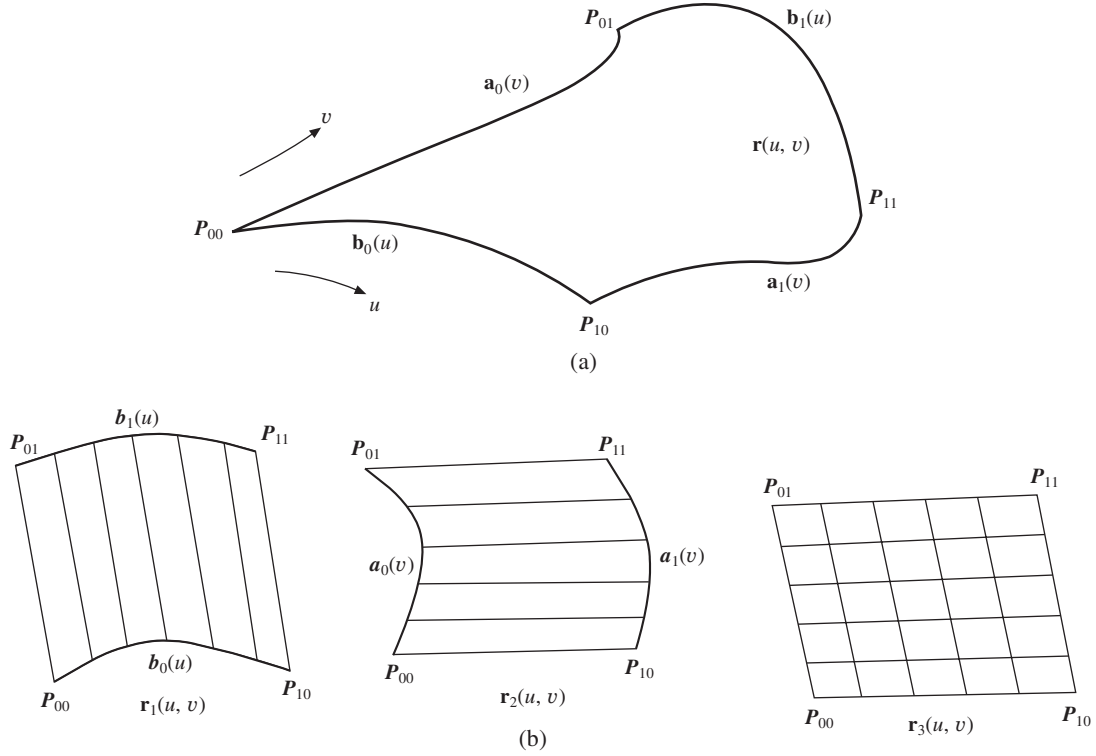 P₀₁
b₁(u)
a₀(v)
v
r(u, v)
P₁₁
P₀₀
b₀(u)
a₁(v)
u
P₁₀
(a)
b₁(u)
P₀₁
P₁₁
b₀(u)
P₀₀
P₁₀
r₁(u, v)
P₀₁
P₁₁
a₀(v)
a₁(v)
P₀₀
P₁₀
r₂(u, v)
P₀₁
P₁₁
P₀₀
P₁₀
r₃(u, v)
(b)